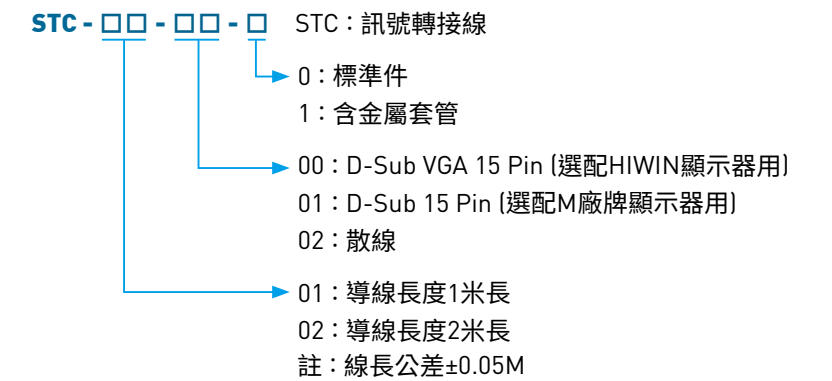 STC - □□ - □□ - □ STC：訊號轉接線
0：標準件
1：含金屬套管
00：D-Sub VGA 15 Pin (選配HIWIN顯示器用)
01：D-Sub 15 Pin (選配M廠牌顯示器用)
02：散線
01：導線長度1米長
02：導線長度2米長
註：線長公差±0.05M